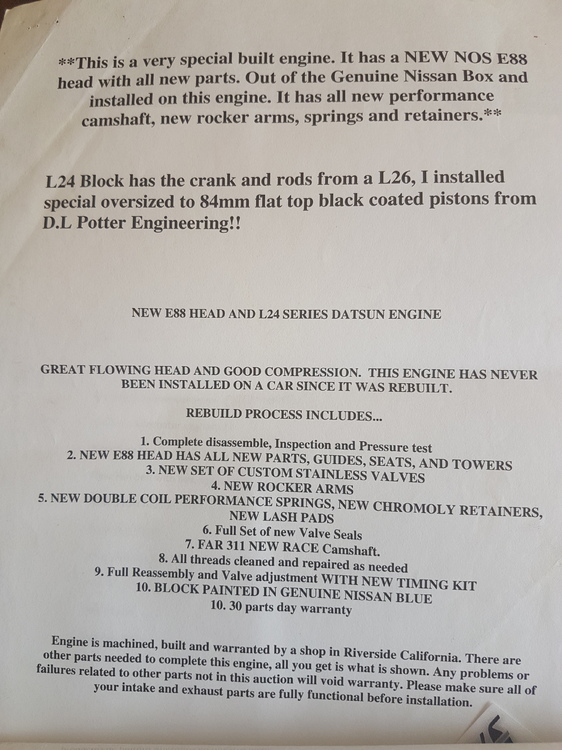 **This is a very special built engine. It has a NEW NOS E88
head with all new parts. Out of the Genuine Nissan Box and
installed on this engine. It has all new performance
camshaft, new rocker arms, springs and retainers.**
L24 Block has the crank and rods from a L26, I installed
special oversized to 84mm flat top black coated pistons from
D.L Potter Engineering!!
NEW E88 HEAD AND L24 SERIES DATSUN ENGINE
GREAT FLOWING HEAD AND GOOD COMPRESSION. THIS ENGINE HAS NEVER
BEEN INSTALLED ON A CAR SINCE IT WAS REBUILT.
REBUILD PROCESS INCLUDES...
1. Complete disassemble, Inspection and Pressure test
2. NEW E88 HEAD HAS ALL NEW PARTS, GUIDES, SEATS, AND TOWERS
3. NEW SET OF CUSTOM STAINLESS VALVES
4. NEW ROCKER ARMS
5. NEW DOUBLE COIL PERFORMANCE SPRINGS, NEW CHROMOLY RETAINERS,
NEW LASH PADS
6. Full Set of new Valve Seals
7. FAR 311 NEW RACE Camshaft.
8. All threads cleaned and repaired as needed
9. Full Reassembly and Valve adjustment WITH NEW TIMING KIT
10. BLOCK PAINTED IN GENUINE NISSAN BLUE
10. 30 parts day warranty
Engine is machined, built and warranted by a shop in Riverside California. There are
other parts needed to complete this engine, all you get is what is shown. Any problems or
failures related to other parts not in this auction will void warranty. Please make sure all of
your intake and exhaust parts are fully functional before installation.